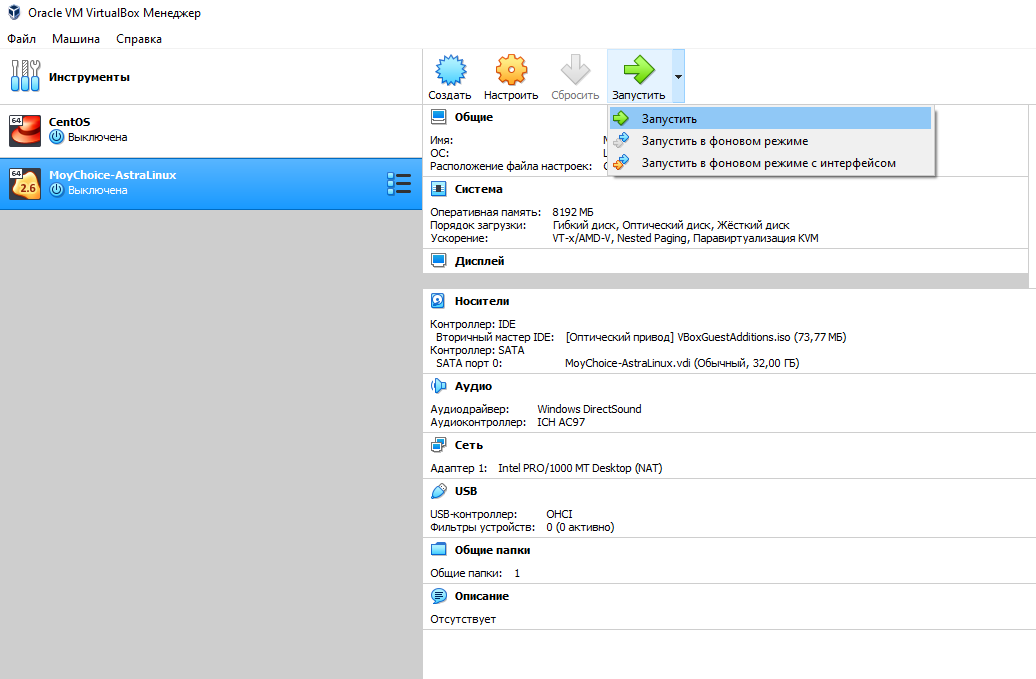 Oracle VM VirtualBox Менеджер
Файл Машина Справка
Инструменты
Создать Настроить Сбросить Запустить
64
CentOS
Выключена
64
2.6
MoyChoice-AstraLinux
Выключена
Запустить
Запустить в фоновом режиме
Запустить в фоновом режиме с интерфейсом
Общие
Имя:
ОС:
Расположение файла настроек:
Система
Оперативная память: 8192 МБ
Порядок загрузки: Гибкий диск, Оптический диск, Жёсткий диск
Ускорение: VT-x/AMD-V, Nested Paging, Паравиртуализация KVM
Дисплей
Носители
Контроллер: IDE
Вторичный мастер IDE: [Оптический привод] VBoxGuestAdditions.iso (73,77 МБ)
Контроллер: SATA
SATA порт 0: MoyChoice-AstraLinux.vdi (Обычный, 32,00 ГБ)
Аудио
Аудиодрайвер: Windows DirectSound
Аудиоконтроллер: ICH AC97
Сеть
Адаптер 1: Intel PRO/1000 MT Desktop (NAT)
USB
USB-контроллер: OHCI
Фильтры устройств: 0 (0 активно)
Общие папки
Общие папки: 1
Описание
Отсутствует